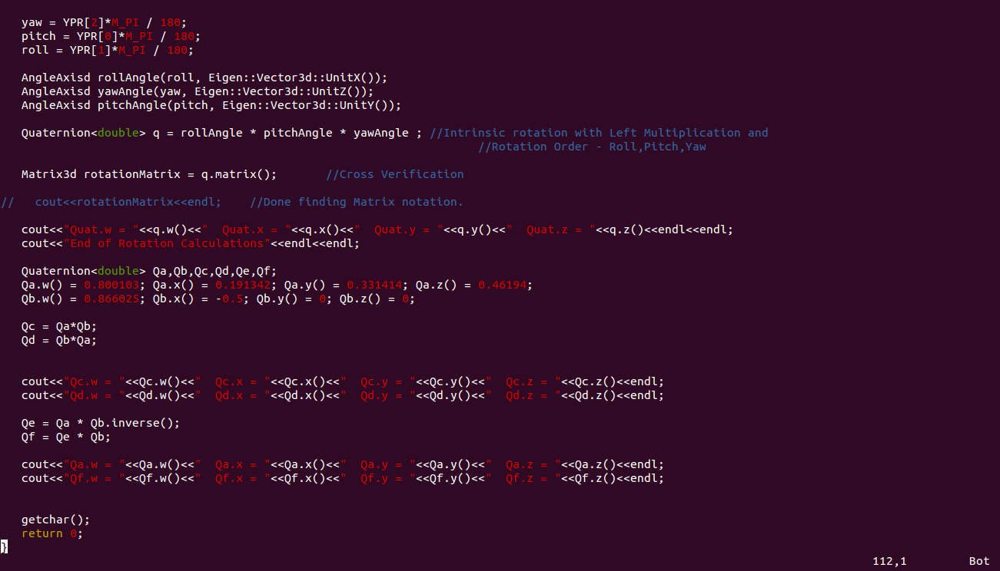 yaw = YPR[2]*M_PI / 180;
pitch = YPR[0]*M_PI / 180;
roll = YPR[1]*M_PI / 180;
AngleAxisd rollAngle(roll, Eigen::Vector3d::UnitX());
AngleAxisd yawAngle(yaw, Eigen::Vector3d::UnitZ());
AngleAxisd pitchAngle(pitch, Eigen::Vector3d::UnitY());
Quaternion<double> q = rollAngle * pitchAngle * yawAngle ; //Intrinsic rotation with Left Multiplication and
//Rotation Order - Roll,Pitch,Yaw
Matrix3d rotationMatrix = q.matrix();       //Cross Verification
//   cout<<rotationMatrix<<endl;    //Done finding Matrix notation.
cout<<"Quat.w = "<<q.w()<<"  Quat.x = "<<q.x()<<"  Quat.y = "<<q.y()<<"  Quat.z = "<<q.z()<<endl<<endl;
cout<<"End of Rotation Calculations"<<endl<<endl;
Quaternion<double> Qa,Qb,Qc,Qd,Qe,Qf;
Qa.w() = 0.800103; Qa.x() = 0.191342; Qa.y() = 0.331414; Qa.z() = 0.46194;
Qb.w() = 0.866025; Qb.x() = -0.5; Qb.y() = 0; Qb.z() = 0;
Qc = Qa*Qb;
Qd = Qb*Qa;
cout<<"Qc.w = "<<Qc.w()<<"  Qc.x = "<<Qc.x()<<"  Qc.y = "<<Qc.y()<<"  Qc.z = "<<Qc.z()<<endl;
cout<<"Qd.w = "<<Qd.w()<<"  Qd.x = "<<Qd.x()<<"  Qd.y = "<<Qd.y()<<"  Qd.z = "<<Qd.z()<<endl;
Qe = Qa * Qb.inverse();
Qf = Qe * Qb;
cout<<"Qa.w = "<<Qa.w()<<"  Qa.x = "<<Qa.x()<<"  Qa.y = "<<Qa.y()<<"  Qa.z = "<<Qa.z()<<endl;
cout<<"Qf.w = "<<Qf.w()<<"  Qf.x = "<<Qf.x()<<"  Qf.y = "<<Qf.y()<<"  Qf.z = "<<Qf.z()<<endl;
getchar();
return 0;
}
112,1         Bot